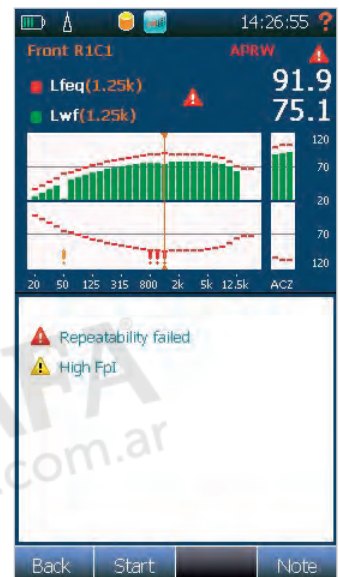 14:26:55 ?
Front R1C1 APRW
Lfeq(1.25k) 91.9
Lwf(1.25k) 75.1
120
70
20
70
120
20 50 125 315 800 2k 5k 12.5k ACZ
Repeatability failed
High FpI
AFA
com.ar
Back Start Note